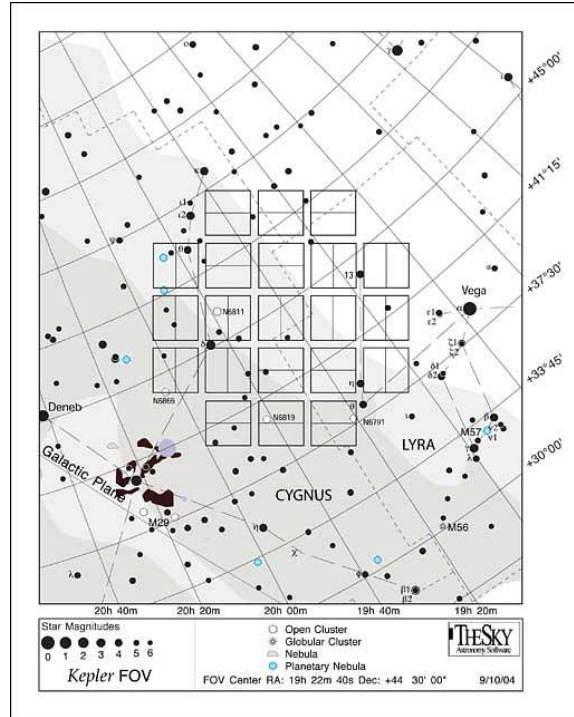 +45°00'
+41°15'
+37°30'
+33°45'
+30°00'
ι1
ι2
ψ
θ
13
N6811
δ
Vega
α
ε1
ε2
ζ1
ζ2
δ1
δ2
η
θ
N6866
N6819
N6791
ι
β
γ2
ν1
M57
γ
λ
LYRA
Deneb
Galactic Plane
CYGNUS
M29
η
χ
M56
λ
φ
β1
β2
20h 40m 20h 20m 20h 00m 19h 40m 19h 20m
Star Magnitudes
0 1 2 3 4 5 6
Kepler FOV
Open Cluster
Globular Cluster
Nebula
Planetary Nebula
THESKY
Astronomy Software
FOV Center RA: 19h 22m 40s Dec: +44 30' 00" 9/10/04